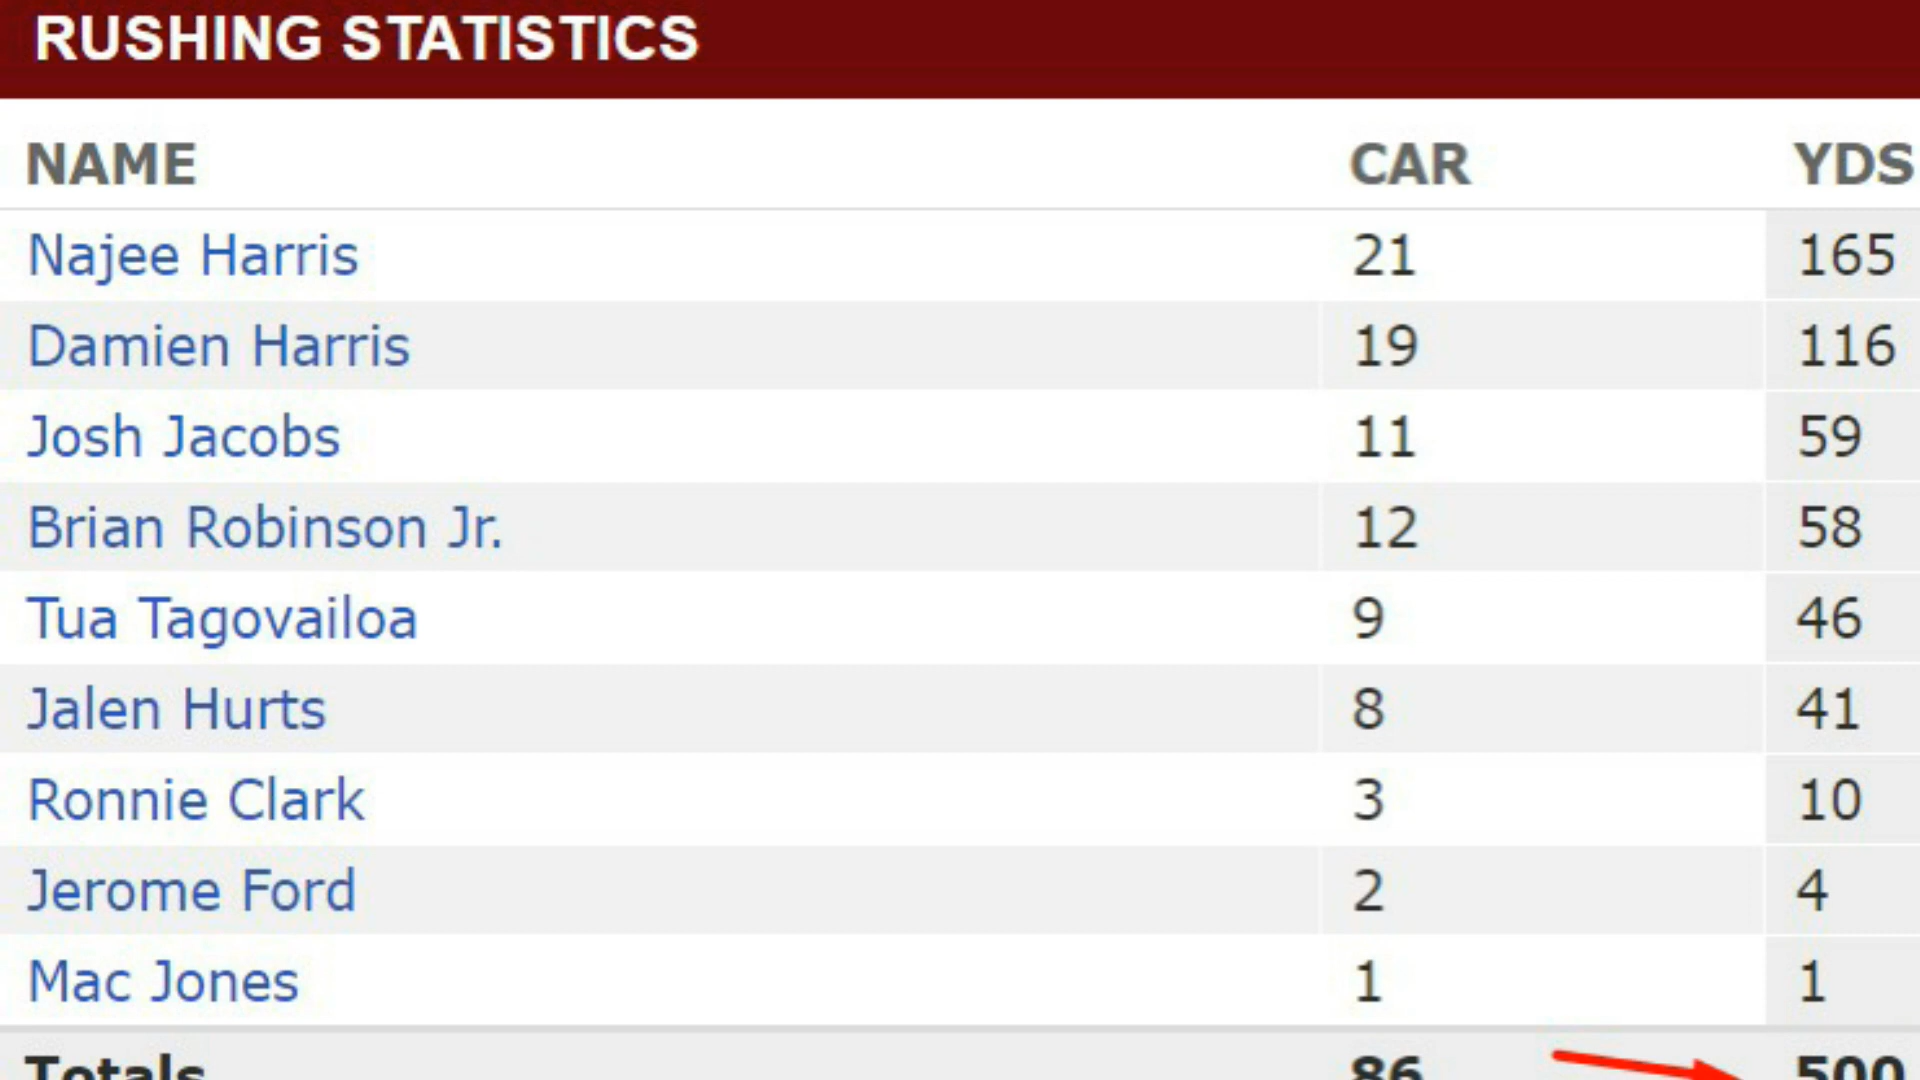 RUSHING STATISTICS
NAME CAR YDS
Najee Harris 21 165
Damien Harris 19 116
Josh Jacobs 11 59
Brian Robinson Jr. 12 58
Tua Tagovailoa 9 46
Jalen Hurts 8 41
Ronnie Clark 3 10
Jerome Ford 2 4
Mac Jones 1 1
Totals 86 500